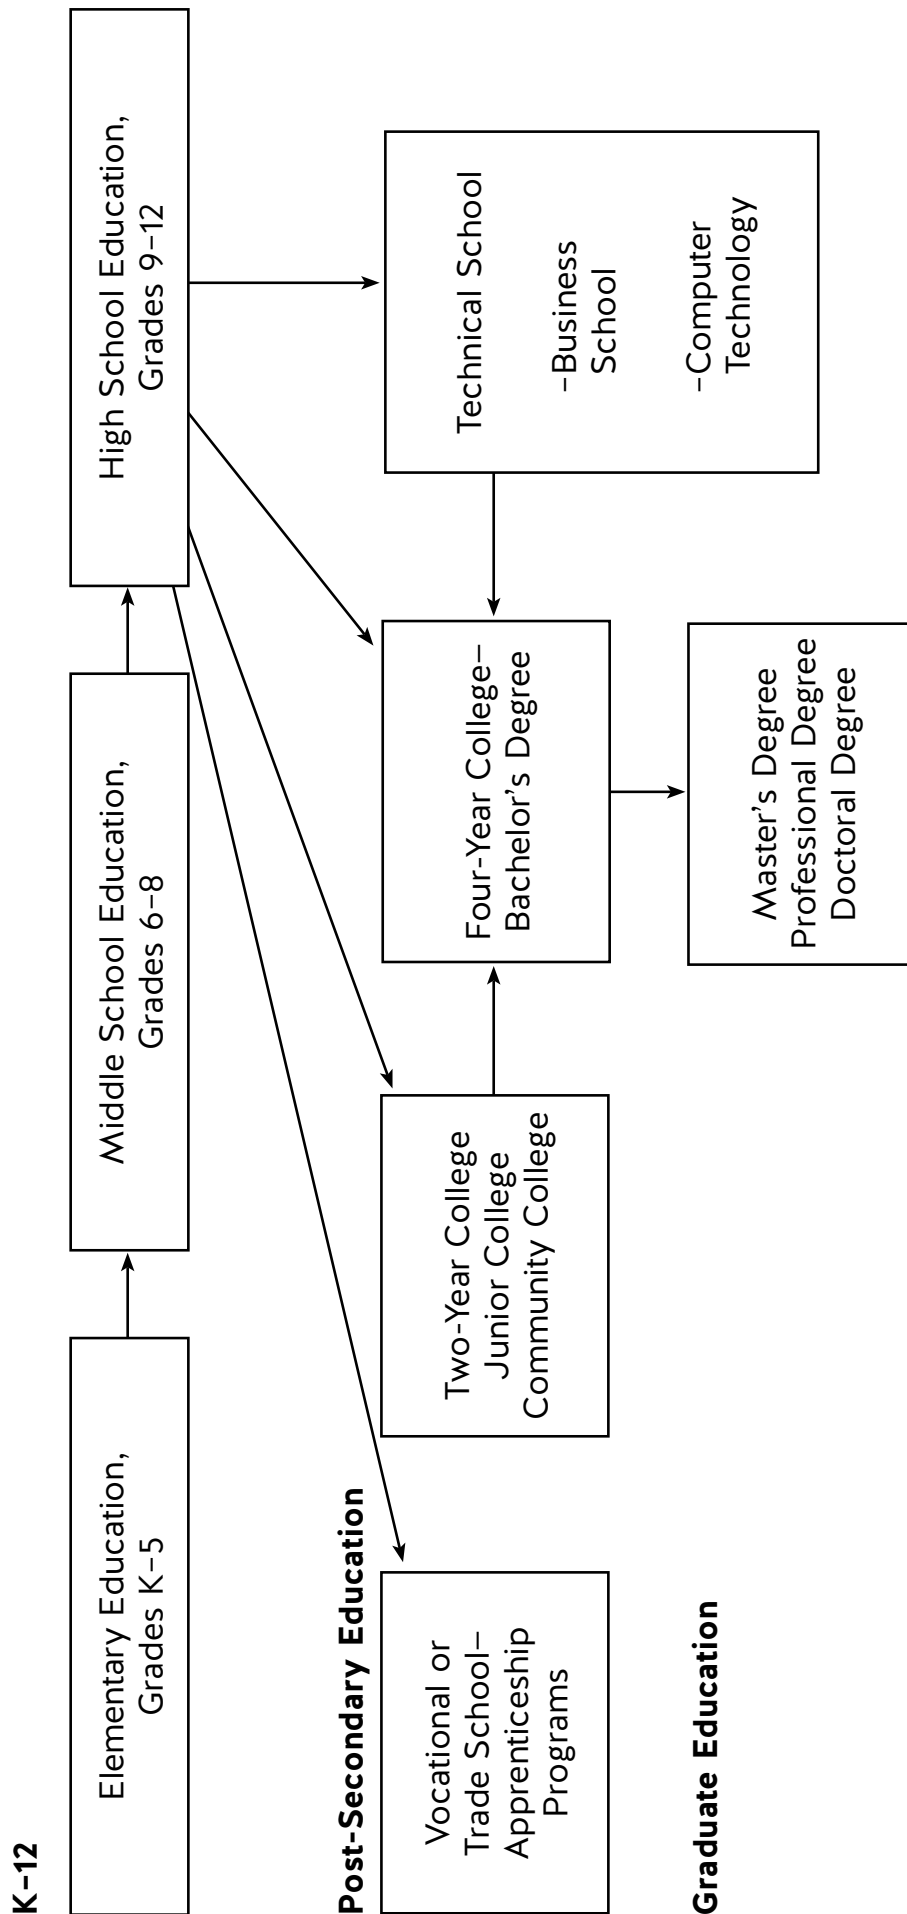 K–12
Elementary Education,
Grades K–5
Middle School Education,
Grades 6–8
High School Education,
Grades 9–12
Post-Secondary Education
Vocational or
Trade School–
Apprenticeship
Programs
Two-Year College
Junior College
Community College
Four-Year College–
Bachelor's Degree
Technical School
–Business
School
–Computer
Technology
Graduate Education
Master's Degree
Professional Degree
Doctoral Degree